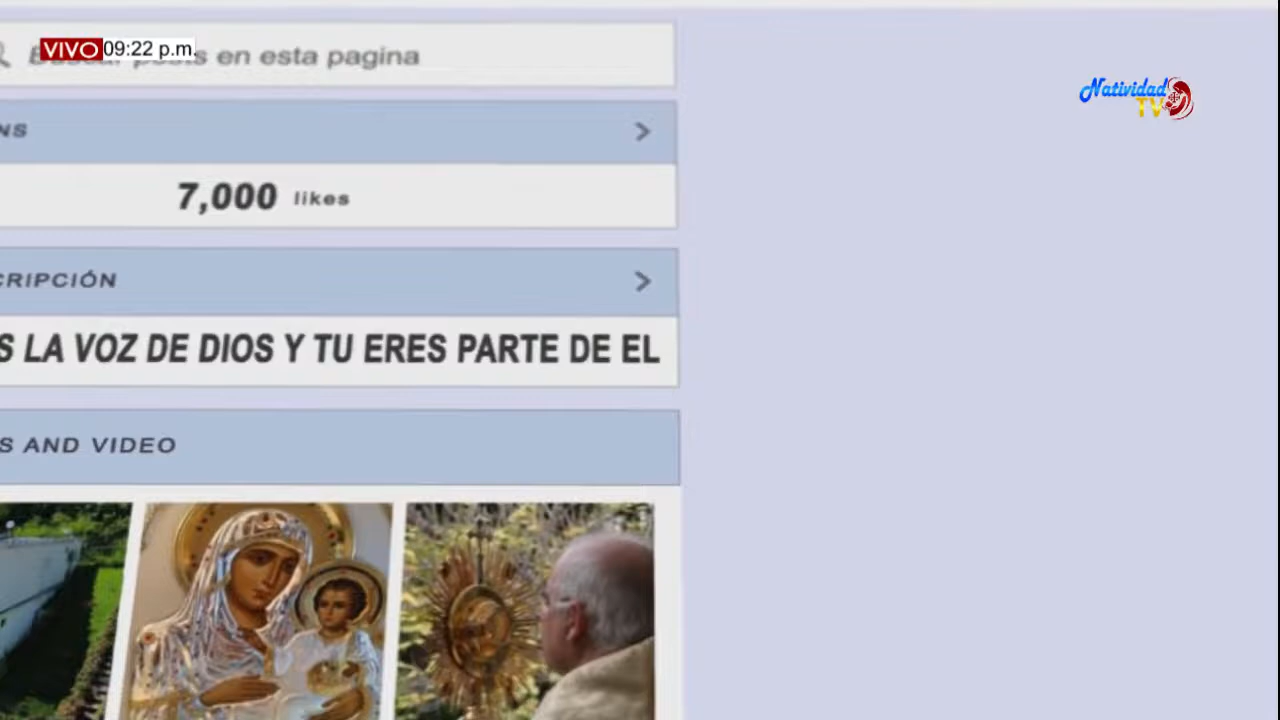 VIVO 09:22 p.m.
posts en esta pagina
Natividad
TV
NS
7,000 likes
CRIPCIÓN
S LA VOZ DE DIOS Y TU ERES PARTE DE EL
S AND VIDEO